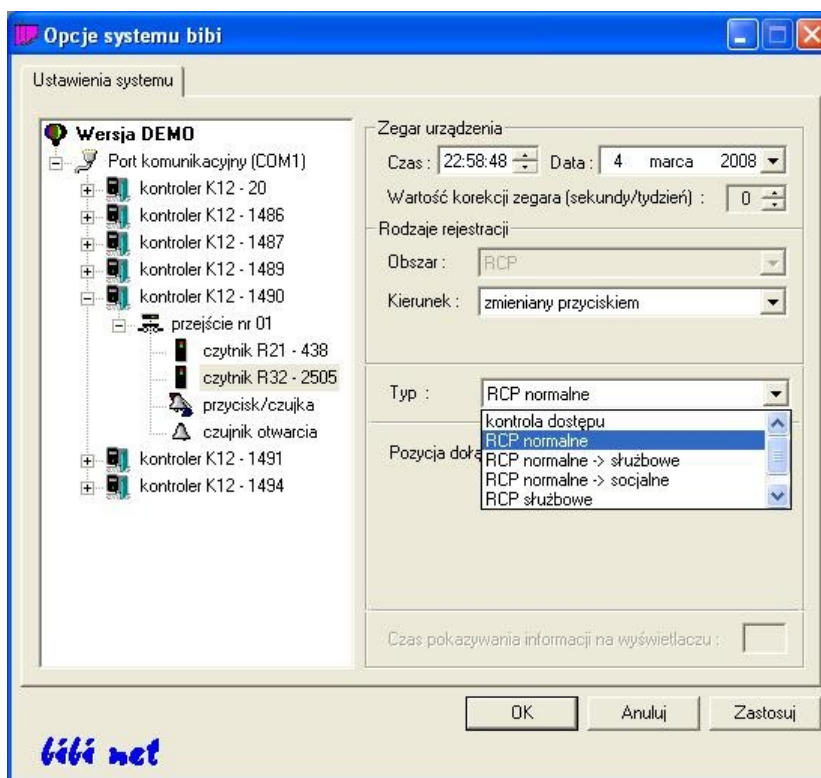 Opcje systemu bibi
Ustawienia systemu
Wersja DEMO
Port komunikacyjny (COM1)
kontroler K12 - 20
kontroler K12 - 1486
kontroler K12 - 1487
kontroler K12 - 1489
kontroler K12 - 1490
przejście nr 01
czytnik R21 - 438
czytnik R32 - 2505
przycisk/czujka
czujnik otwarcia
kontroler K12 - 1491
kontroler K12 - 1494
Zegar urządzenia
Czas : 22:58:48 Data : 4 marca 2008
Wartość korekcji zegara (sekundy/tydzień) : 0
Rodzaje rejestracji
Obszar : RCP
Kierunek : zmieniany przyciskiem
Typ : RCP normalne
kontrola dostępu
RCP normalne
Pozycja
RCP normalne -> służbowe
RCP normalne -> socjalne
RCP służbowe
Czas pokazywania informacji na wyświetlaczu :
OK Anuluj Zastosuj
bibi net